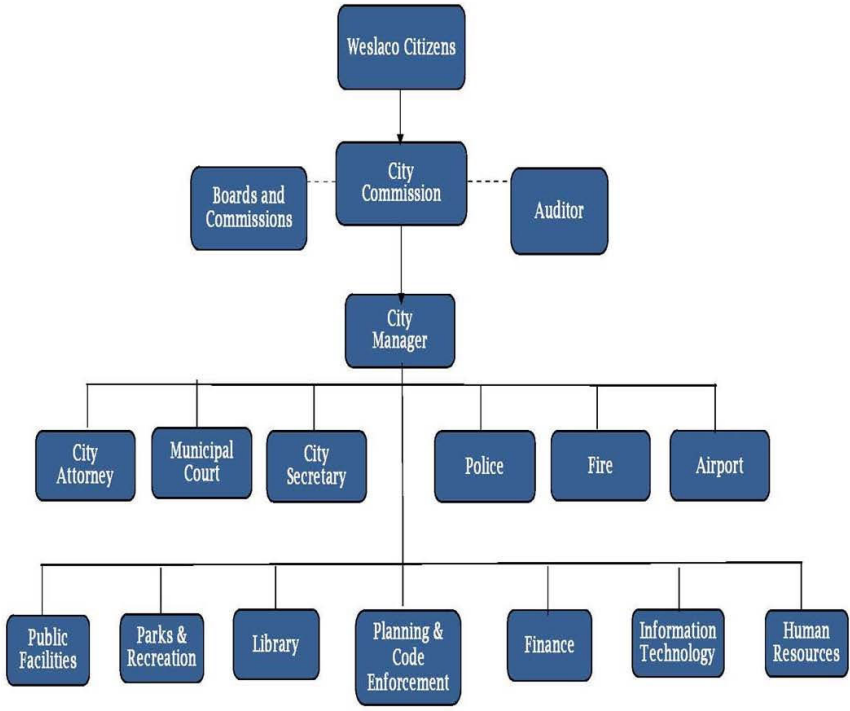 Weslaco Citizens
City
Commission
Boards and
Commissions
Auditor
City
Manager
City
Attorney
Municipal
Court
City
Secretary
Police
Fire
Airport
Public
Facilities
Parks &
Recreation
Library
Planning &
Code
Enforcement
Finance
Information
Technology
Human
Resources